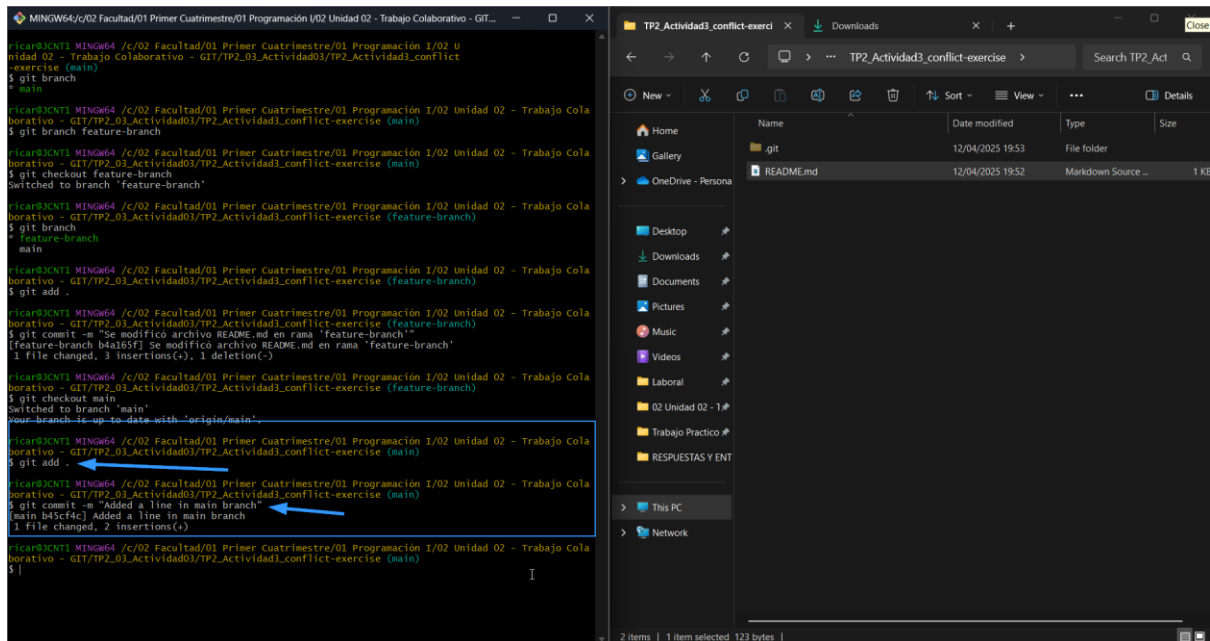 MINGW64:/c/02 Facultad/01 Primer Cuatrimestre/01 Programación I/02 Unidad 02 - Trabajo Colaborativo - GIT...
ricar@JCNT1 MINGW64 /c/02 Facultad/01 Primer Cuatrimestre/01 Programación I/02 U
nidad 02 - Trabajo Colaborativo - GIT/TP2_03_Actividad03/TP2_Actividad3_conflict
-exercise (main)
$ git branch
* main
ricar@JCNT1 MINGW64 /c/02 Facultad/01 Primer Cuatrimestre/01 Programación I/02 Unidad 02 - Trabajo Cola
borativo - GIT/TP2_03_Actividad03/TP2_Actividad3_conflict-exercise (main)
$ git branch feature-branch
ricar@JCNT1 MINGW64 /c/02 Facultad/01 Primer Cuatrimestre/01 Programación I/02 Unidad 02 - Trabajo Cola
borativo - GIT/TP2_03_Actividad03/TP2_Actividad3_conflict-exercise (main)
$ git checkout feature-branch
Switched to branch 'feature-branch'
ricar@JCNT1 MINGW64 /c/02 Facultad/01 Primer Cuatrimestre/01 Programación I/02 Unidad 02 - Trabajo Cola
borativo - GIT/TP2_03_Actividad03/TP2_Actividad3_conflict-exercise (feature-branch)
$ git branch
* feature-branch
main
ricar@JCNT1 MINGW64 /c/02 Facultad/01 Primer Cuatrimestre/01 Programación I/02 Unidad 02 - Trabajo Cola
borativo - GIT/TP2_03_Actividad03/TP2_Actividad3_conflict-exercise (feature-branch)
$ git add .
ricar@JCNT1 MINGW64 /c/02 Facultad/01 Primer Cuatrimestre/01 Programación I/02 Unidad 02 - Trabajo Cola
borativo - GIT/TP2_03_Actividad03/TP2_Actividad3_conflict-exercise (feature-branch)
$ git commit -m "Se modificó archivo README.md en rama 'feature-branch'"
[feature-branch b4a165f] Se modificó archivo README.md en rama 'feature-branch'
1 file changed, 3 insertions(+), 1 deletion(-)
ricar@JCNT1 MINGW64 /c/02 Facultad/01 Primer Cuatrimestre/01 Programación I/02 Unidad 02 - Trabajo Cola
borativo - GIT/TP2_03_Actividad03/TP2_Actividad3_conflict-exercise (feature-branch)
$ git checkout main
Switched to branch 'main'
Your branch is up to date with 'origin/main'.
ricar@JCNT1 MINGW64 /c/02 Facultad/01 Primer Cuatrimestre/01 Programación I/02 Unidad 02 - Trabajo Cola
borativo - GIT/TP2_03_Actividad03/TP2_Actividad3_conflict-exercise (main)
$ git add .
ricar@JCNT1 MINGW64 /c/02 Facultad/01 Primer Cuatrimestre/01 Programación I/02 Unidad 02 - Trabajo Cola
borativo - GIT/TP2_03_Actividad03/TP2_Actividad3_conflict-exercise (main)
$ git commit -m "Added a line in main branch"
[main b45cf4c] Added a line in main branch
1 file changed, 2 insertions(+)
ricar@JCNT1 MINGW64 /c/02 Facultad/01 Primer Cuatrimestre/01 Programación I/02 Unidad 02 - Trabajo Cola
borativo - GIT/TP2_03_Actividad03/TP2_Actividad3_conflict-exercise (main)
$
TP2_Actividad3_conflict-exerci
Downloads
Close
TP2_Actividad3_conflict-exercise
Search TP2_Act
New
Sort
View
Details
Name
Date modified
Type
Size
.git
12/04/2025 19:53
File folder
README.md
12/04/2025 19:52
Markdown Source ...
1 KB
Home
Gallery
OneDrive - Persona
Desktop
Downloads
Documents
Pictures
Music
Videos
Laboral
02 Unidad 02 - 1
Trabajo Practico
RESPUESTAS Y ENT
This PC
Network
2 items
1 item selected 123 bytes